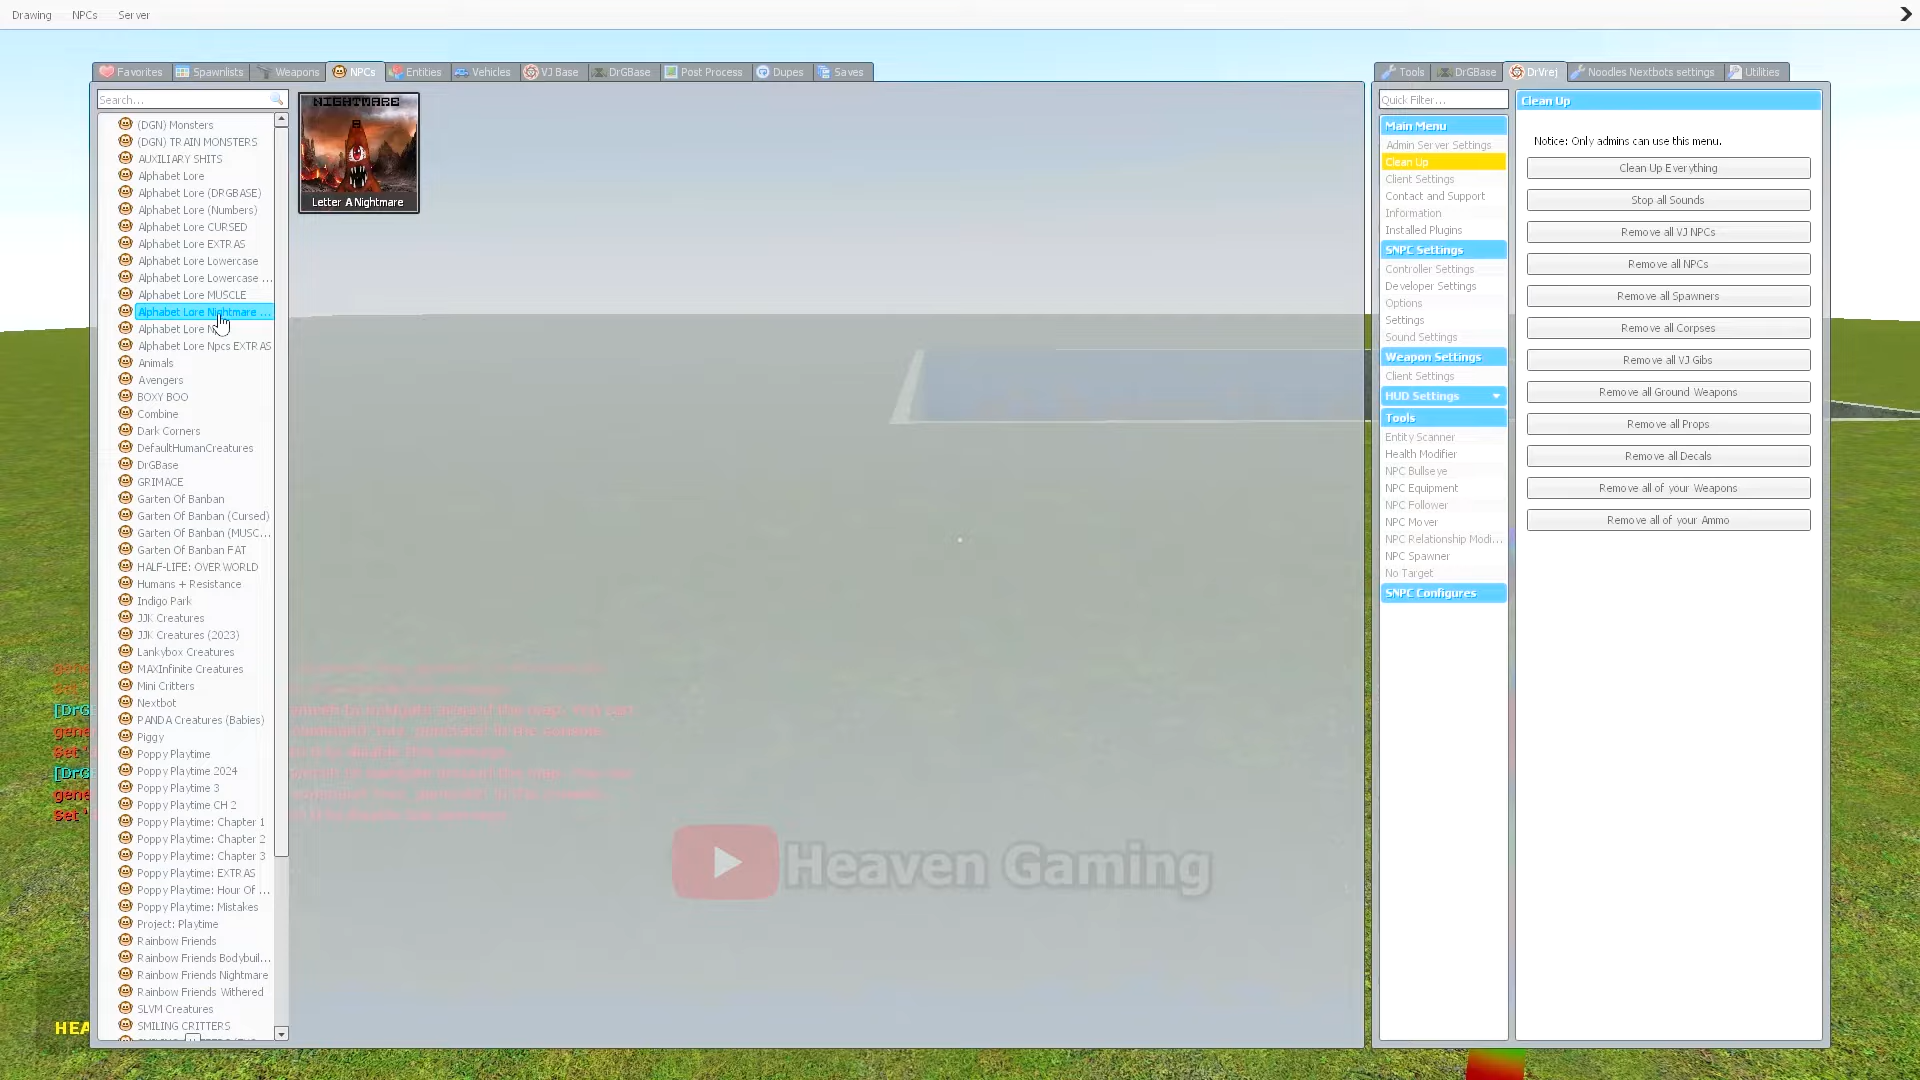 Drawing NPCs Server
Favorites Spawnlists Weapons NPCs Entities Vehicles VJ Base DrGBase Post Process Dupes Saves
Search...
(DGN) Monsters
(DGN) TRAIN MONSTERS
AUXILIARY SHITS
Alphabet Lore
Alphabet Lore (DRGBASE)
Alphabet Lore (Numbers)
Alphabet Lore CURSED
Alphabet Lore EXTRAS
Alphabet Lore Lowercase
Alphabet Lore Lowercase ...
Alphabet Lore MUSCLE
Alphabet Lore Nightmare ...
Alphabet Lore
Alphabet Lore Npcs EXTRAS
Animals
Avengers
BOXY BOO
Combine
Dark Corners
DefaultHumanCreatures
DrGBase
GRIMACE
Garten Of Banban
Garten Of Banban (Cursed)
Garten Of Banban (MUSC...
Garten Of Banban FAT
HALF-LIFE: OVERWORLD
Humans + Resistance
Indigo Park
JJK Creatures
JJK Creatures (2023)
Lankybox Creatures
MAXInfinite Creatures
Mini Critters
Nextbot
PANDA Creatures (Babies)
Piggy
Poppy Playtime
Poppy Playtime 2024
Poppy Playtime 3
Poppy Playtime CH 2
Poppy Playtime: Chapter 1
Poppy Playtime: Chapter 2
Poppy Playtime: Chapter 3
Poppy Playtime: EXTRAS
Poppy Playtime: Hour Of ...
Poppy Playtime: Mistakes
Project: Playtime
Rainbow Friends
Rainbow Friends Bodybuil...
Rainbow Friends Nightmare
Rainbow Friends Withered
SLVM Creatures
SMILING CRITTERS
NIGHTMARE
Letter A Nightmare
[DrG
gene
Set
[DrG
gene
Set
HEA
Heaven Gaming
Tools DrGBase DrVrej Noodles Nextbots settings Utilities
Quick Filter...
Main Menu
Admin Server Settings
Clean Up
Client Settings
Contact and Support
Information
Installed Plugins
SNPC Settings
Controller Settings
Developer Settings
Options
Settings
Sound Settings
Weapon Settings
Client Settings
HUD Settings
Tools
Entity Scanner
Health Modifier
NPC Bullseye
NPC Equipment
NPC Follower
NPC Mover
NPC Relationship Modi...
NPC Spawner
No Target
SNPC Configures
Clean Up
Notice: Only admins can use this menu.
Clean Up Everything
Stop all Sounds
Remove all VJ NPCs
Remove all NPCs
Remove all Spawners
Remove all Corpses
Remove all VJ Gibs
Remove all Ground Weapons
Remove all Props
Remove all Decals
Remove all of your Weapons
Remove all of your Ammo